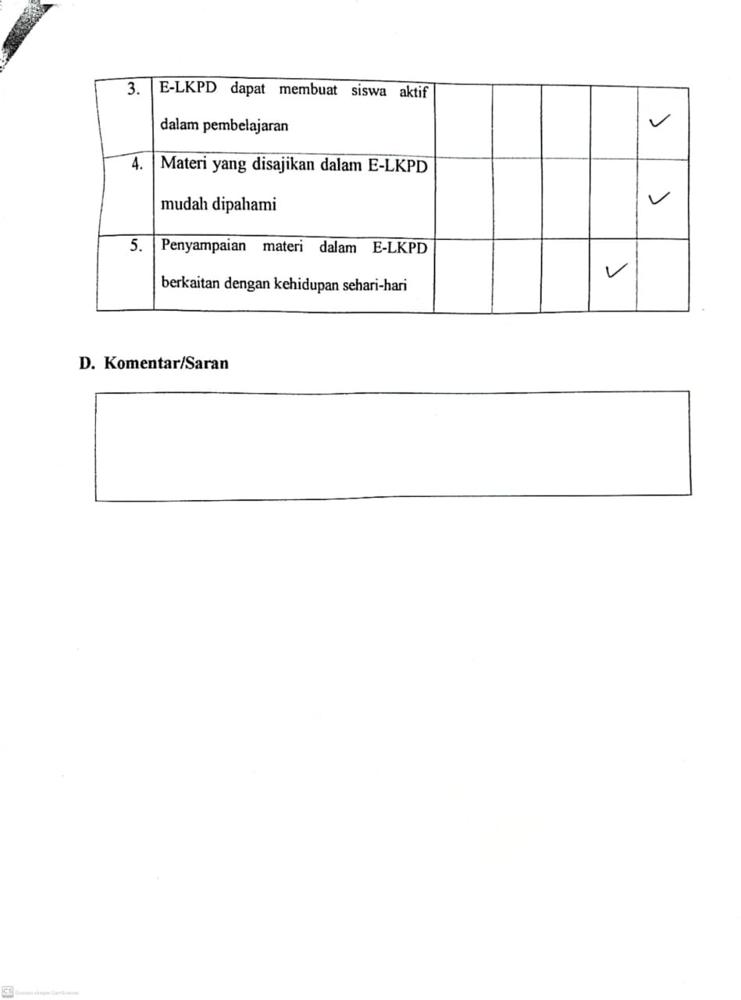 3. E-LKPD dapat membuat siswa aktif
dalam pembelajaran
✓
4. Materi yang disajikan dalam E-LKPD
mudah dipahami
✓
5. Penyampaian materi dalam E-LKPD
berkaitan dengan kehidupan sehari-hari
✓
D. Komentar/Saran
CS Dipindai dengan CamScanner